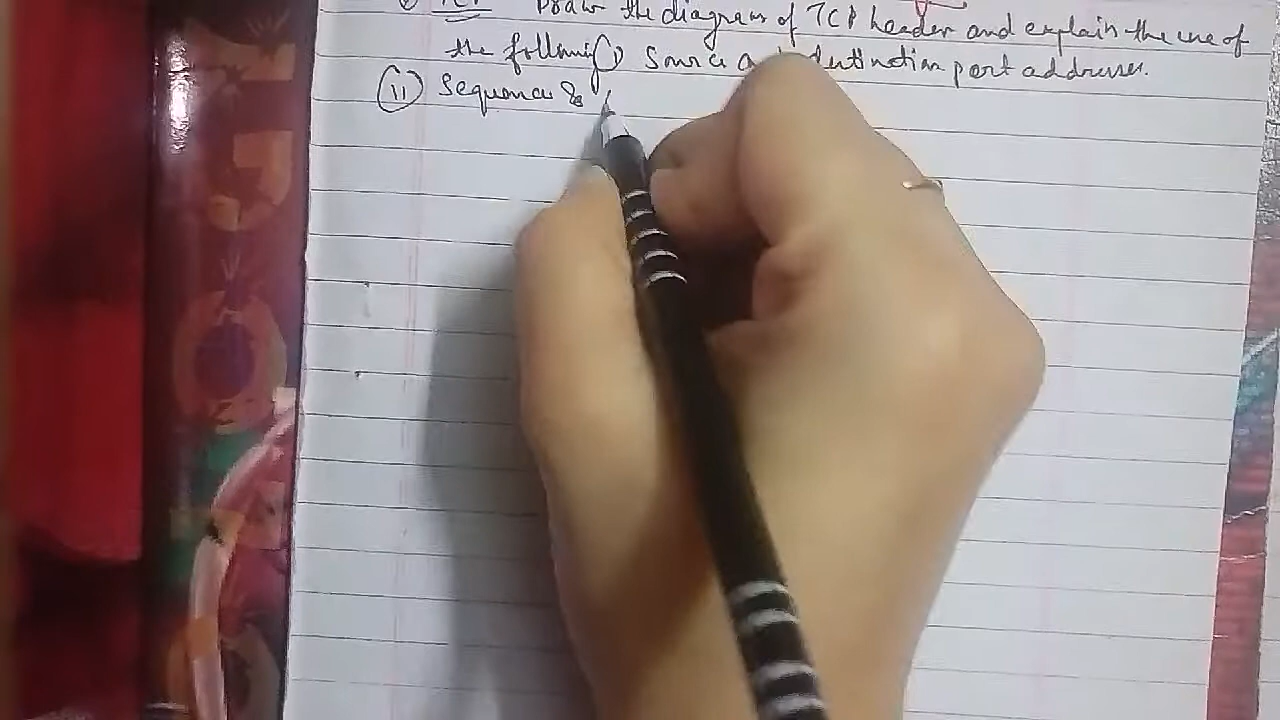 TCP Draw the diagram of TCP header and explain the use of
the following (i) Source destination port addresses.
(ii) Sequence &